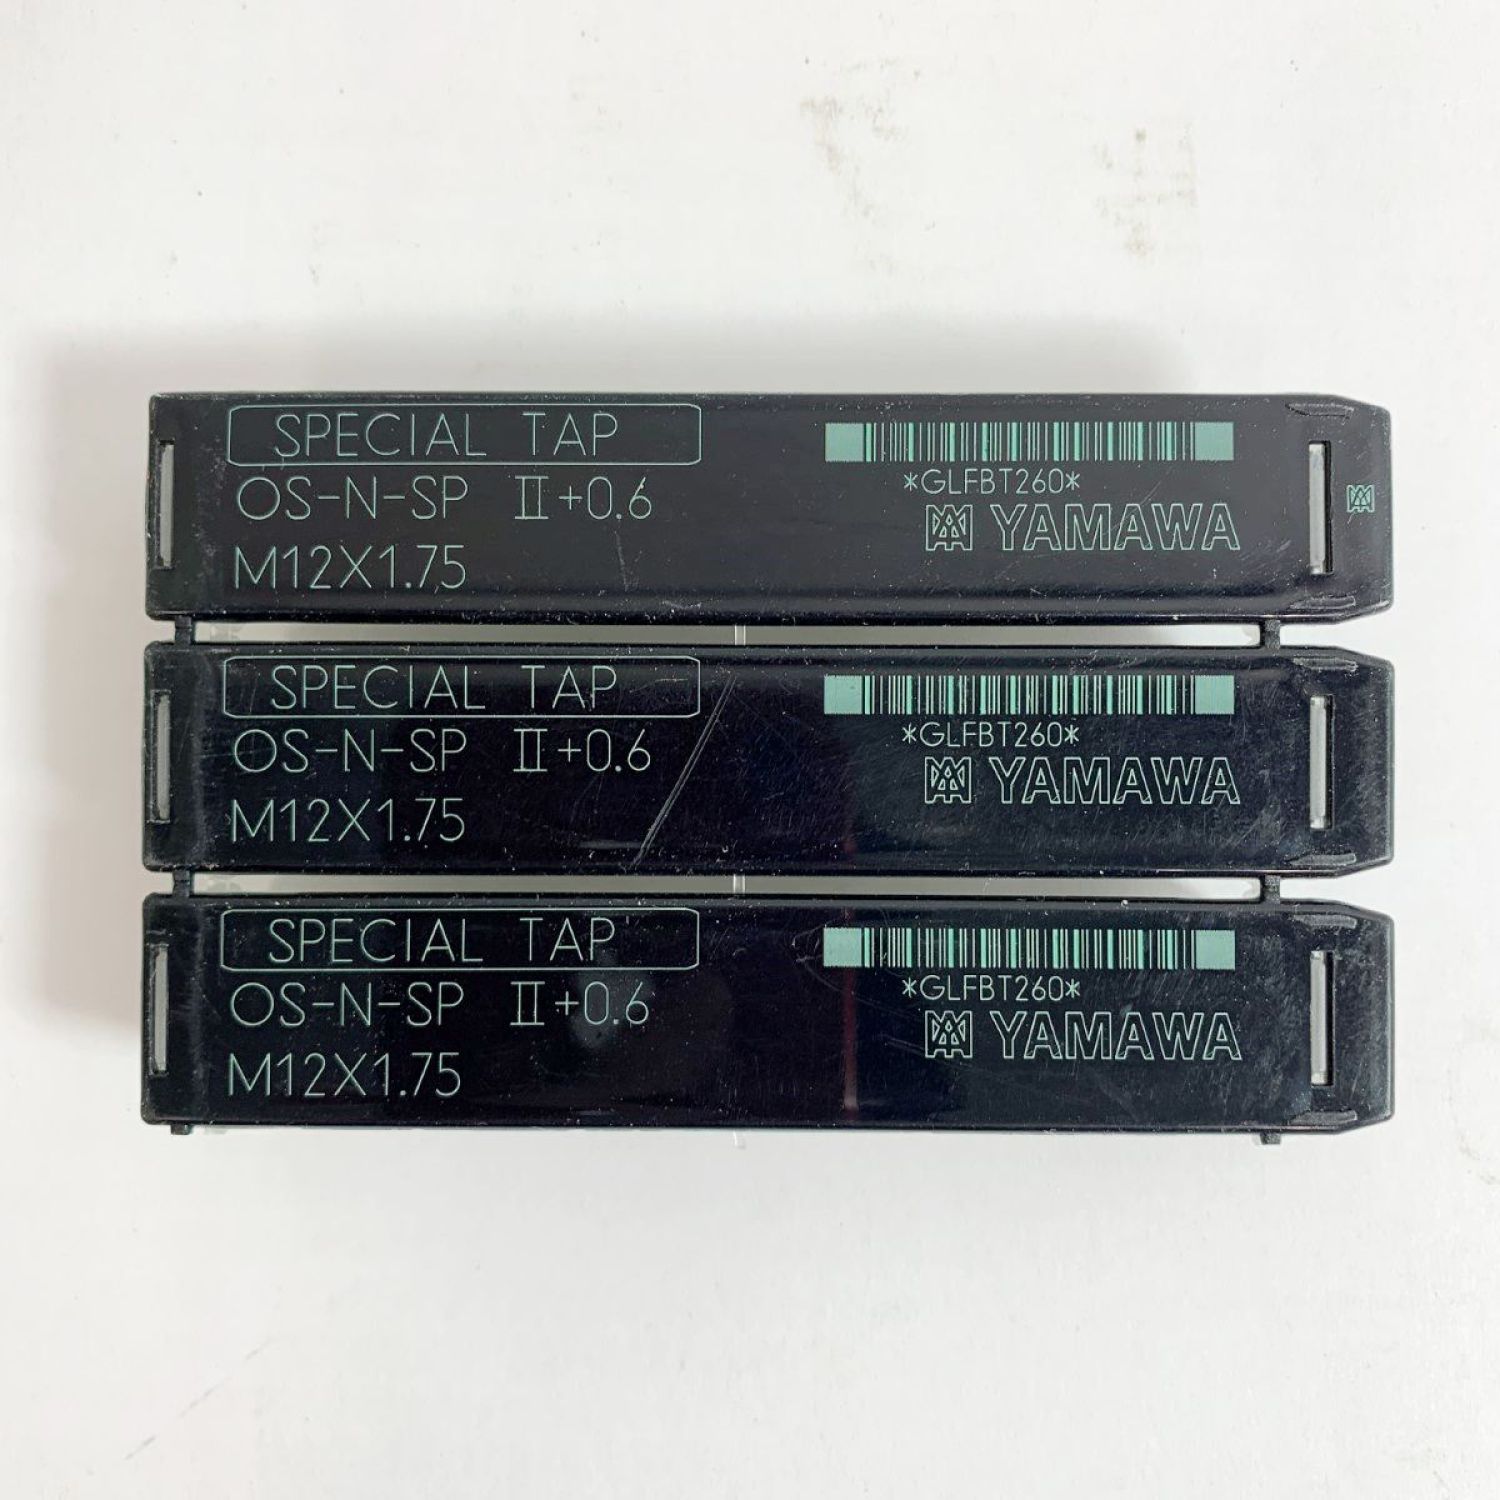 SPECIAL TAP
OS-N-SP II+0.6
M12X1.75
*GLFBT260*
YAMAWA
SPECIAL TAP
OS-N-SP II+0.6
M12X1.75
*GLFBT260*
YAMAWA
SPECIAL TAP
OS-N-SP II+0.6
M12X1.75
*GLFBT260*
YAMAWA